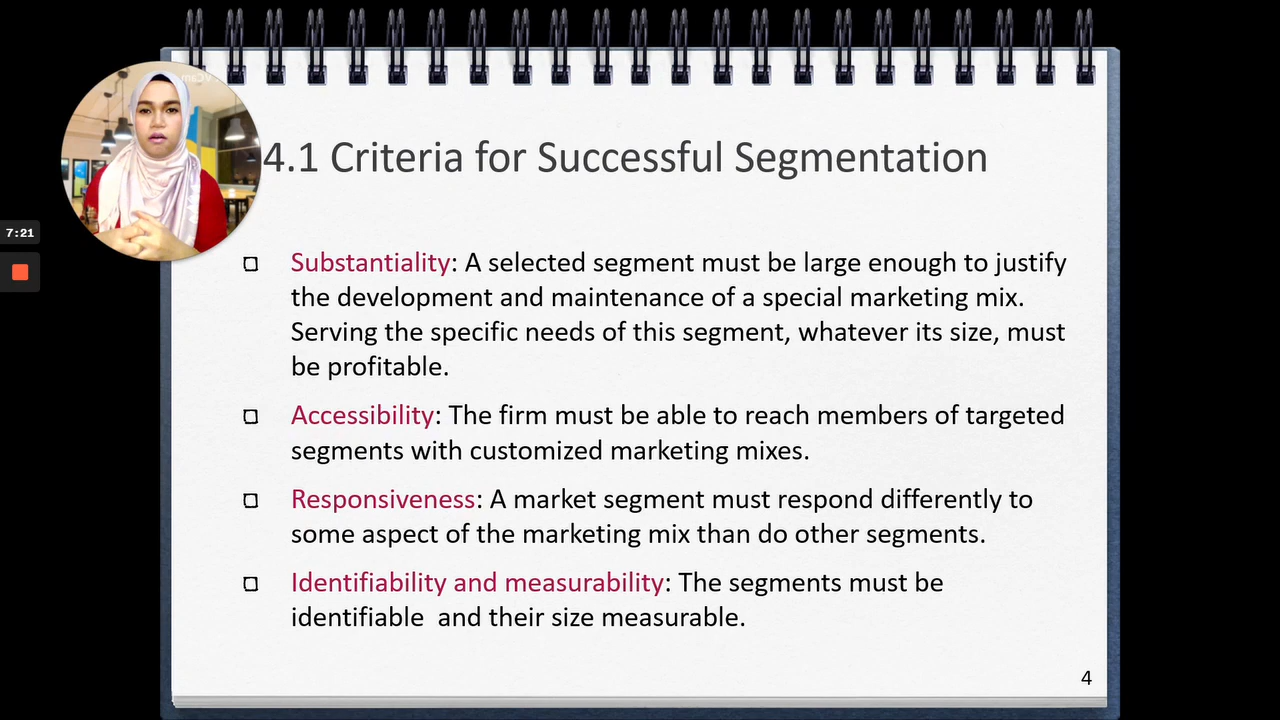 4.1 Criteria for Successful Segmentation
7:21
Substantiality: A selected segment must be large enough to justify
the development and maintenance of a special marketing mix.
Serving the specific needs of this segment, whatever its size, must
be profitable.
Accessibility: The firm must be able to reach members of targeted
segments with customized marketing mixes.
Responsiveness: A market segment must respond differently to
some aspect of the marketing mix than do other segments.
Identifiability and measurability: The segments must be
identifiable  and their size measurable.
4